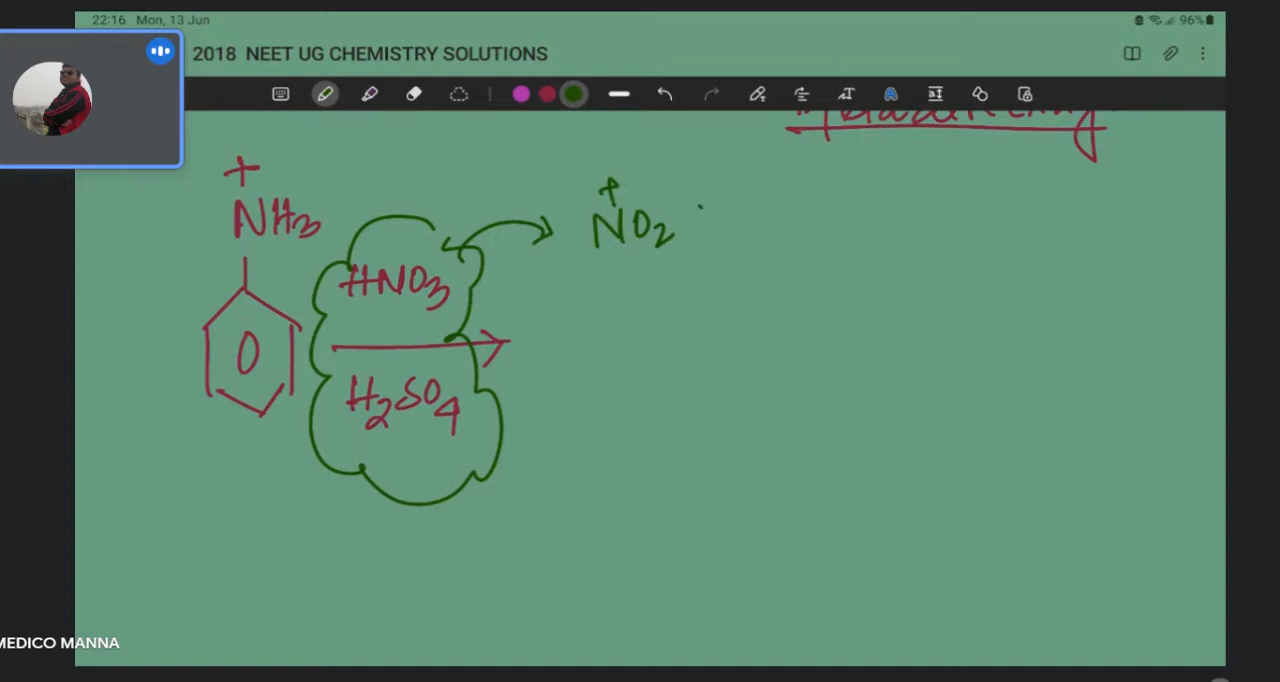 22:16 Mon, 13 Jun
96%
2018 NEET UG CHEMISTRY SOLUTIONS
+
NH3
+
NO2
HNO3
H2SO4
MEDICO MANNA